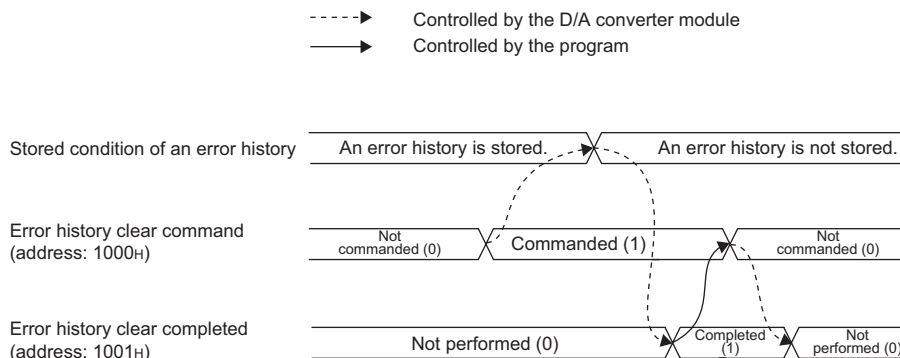 Controlled by the D/A converter module
Controlled by the program
Stored condition of an error history
An error history is stored.
An error history is not stored.
Error history clear command
(address: 1000H)
Not
commanded (0)
Commanded (1)
Not
commanded (0)
Error history clear completed
(address: 1001H)
Not performed (0)
Completed
(1)
Not
performed (0)